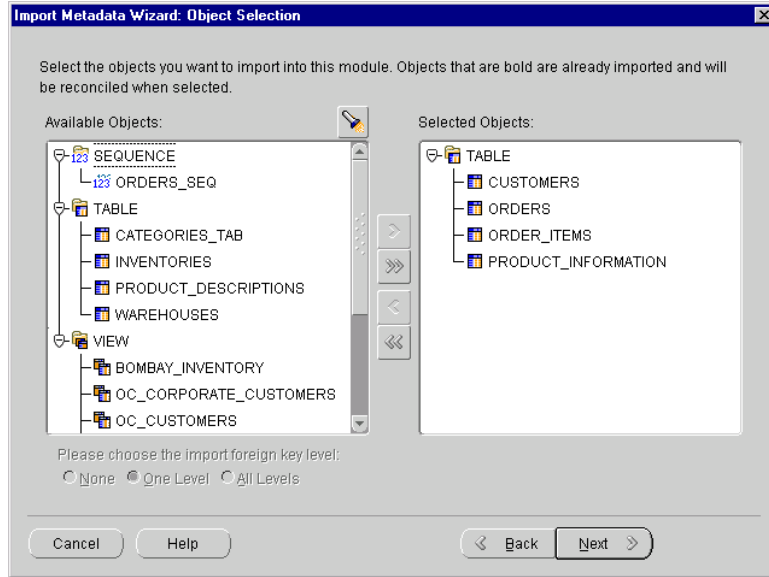 Import Metadata Wizard: Object Selection
Select the objects you want to import into this module. Objects that are bold are already imported and will
be reconciled when selected.
Available Objects:
SEQUENCE
ORDERS_SEQ
TABLE
CATEGORIES_TAB
INVENTORIES
PRODUCT_DESCRIPTIONS
WAREHOUSES
VIEW
BOMBAY_INVENTORY
OC_CORPORATE_CUSTOMERS
OC_CUSTOMERS
Selected Objects:
TABLE
CUSTOMERS
ORDERS
ORDER_ITEMS
PRODUCT_INFORMATION
Please choose the import foreign key level:
None One Level All Levels
Cancel Help Back Next